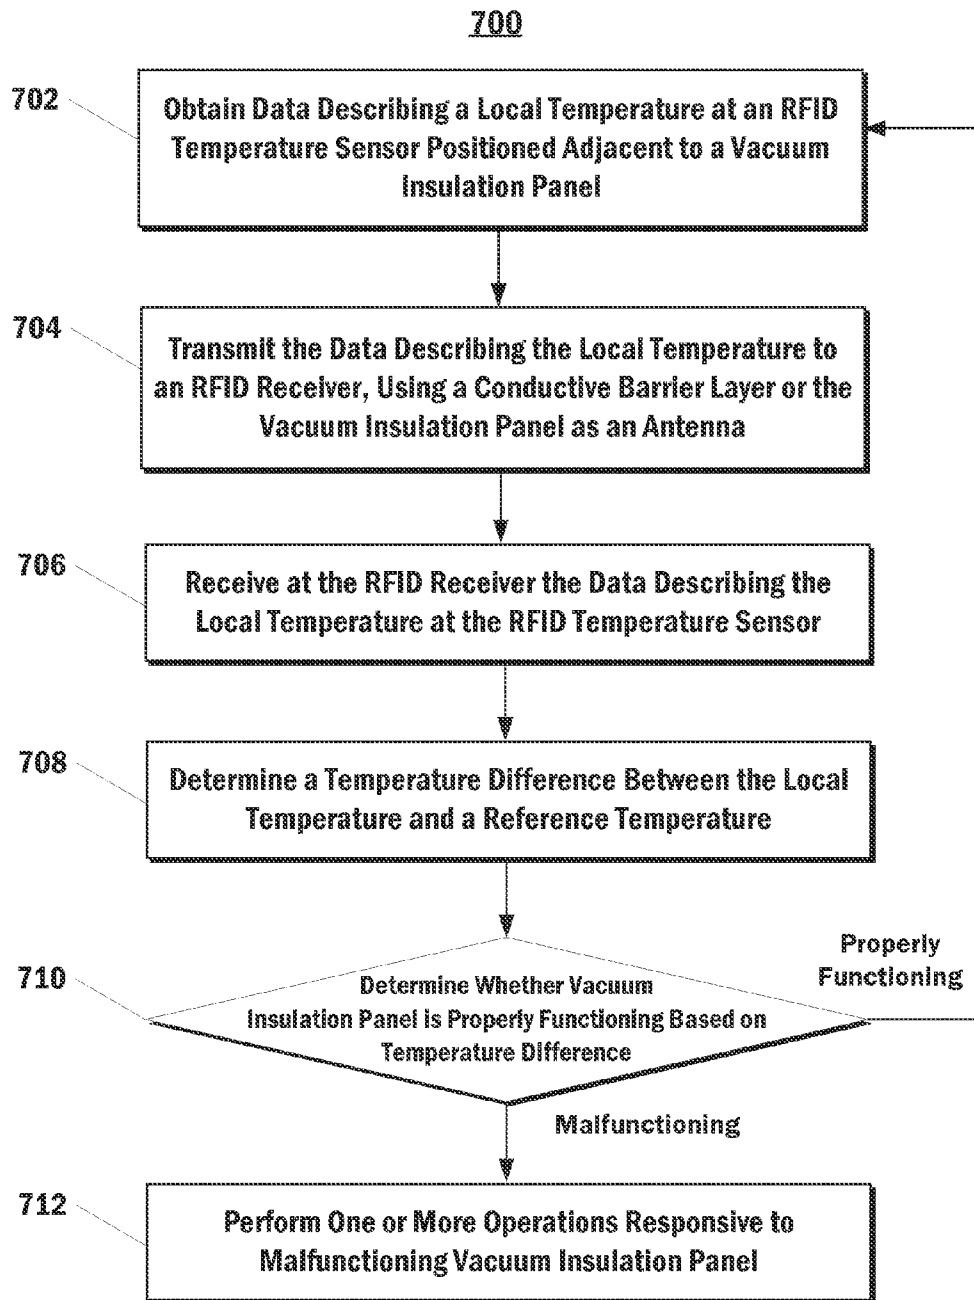 700
702
Obtain Data Describing a Local Temperature at an RFID
Temperature Sensor Positioned Adjacent to a Vacuum
Insulation Panel
704
Transmit the Data Describing the Local Temperature to
an RFID Receiver, Using a Conductive Barrier Layer or the
Vacuum Insulation Panel as an Antenna
706
Receive at the RFID Receiver the Data Describing the
Local Temperature at the RFID Temperature Sensor
708
Determine a Temperature Difference Between the Local
Temperature and a Reference Temperature
710
Determine Whether Vacuum
Insulation Panel is Properly Functioning Based on
Temperature Difference
Properly
Functioning
Malfunctioning
712
Perform One or More Operations Responsive to
Malfunctioning Vacuum Insulation Panel